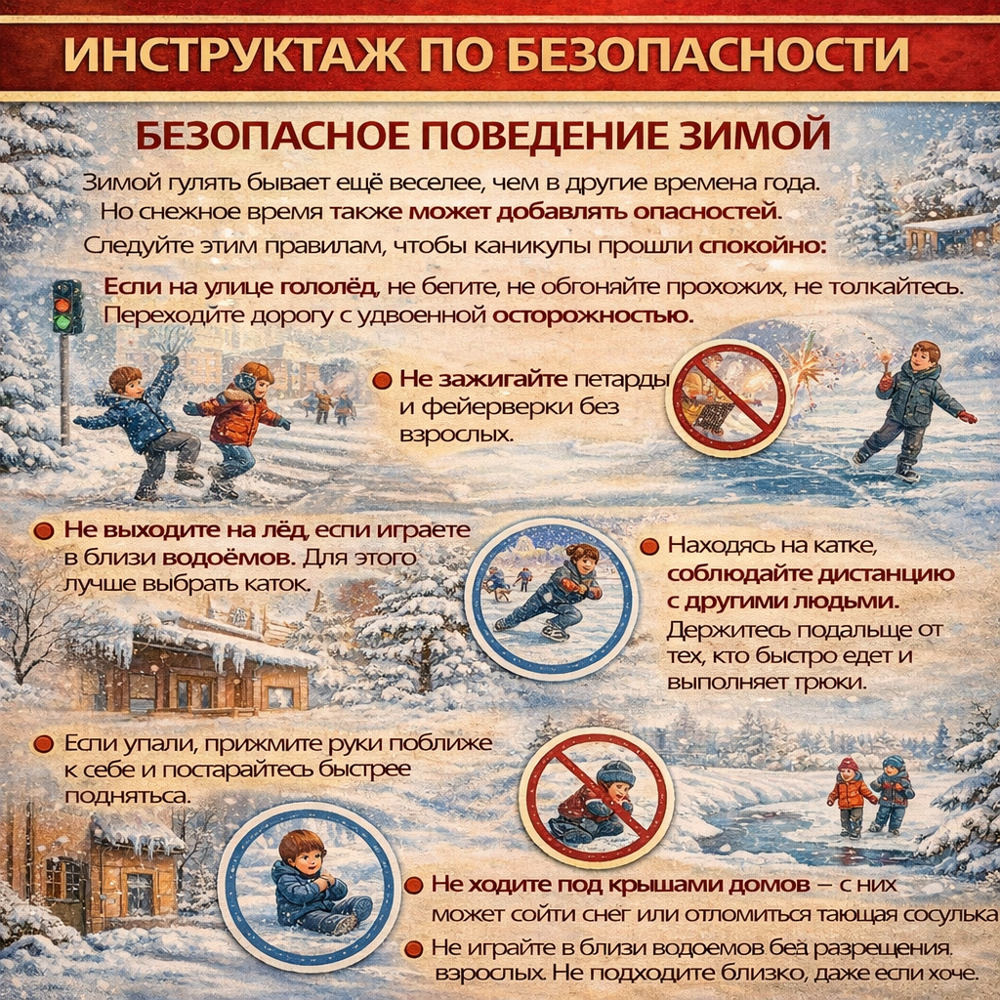 ИНСТРУКТАЖ ПО БЕЗОПАСНОСТИ
БЕЗОПАСНОЕ ПОВЕДЕНИЕ ЗИМОЙ
Зимой гулять бывает ещё веселее, чем в другие времена года.
Но снежное время также может добавлять опасностей.
Следуйте этим правилам, чтобы каникулы прошли спокойно:
Если на улице гололёд, не бегите, не обгоняйте прохожих, не толкайтесь.
Переходите дорогу с удвоенной осторожностью.
Не зажигайте петарды
и фейерверки без
взрослых.
Не выходите на лёд, если играете
в близи водоёмов. Для этого
лучше выбрать каток.
Находясь на катке,
соблюдайте дистанцию
с другими людьми.
Держитесь подальше от
тех, кто быстро едет и
выполняет трюки.
Если упали, прижмите руки поближе
к себе и постарайтесь быстрее
подняться.
Не ходите под крышами домов – с них
может сойти снег или отломиться тающая сосулька
Не играйте в близи водоемов без разрещения.
взрослых. Не подходите близко, даже если хоче.